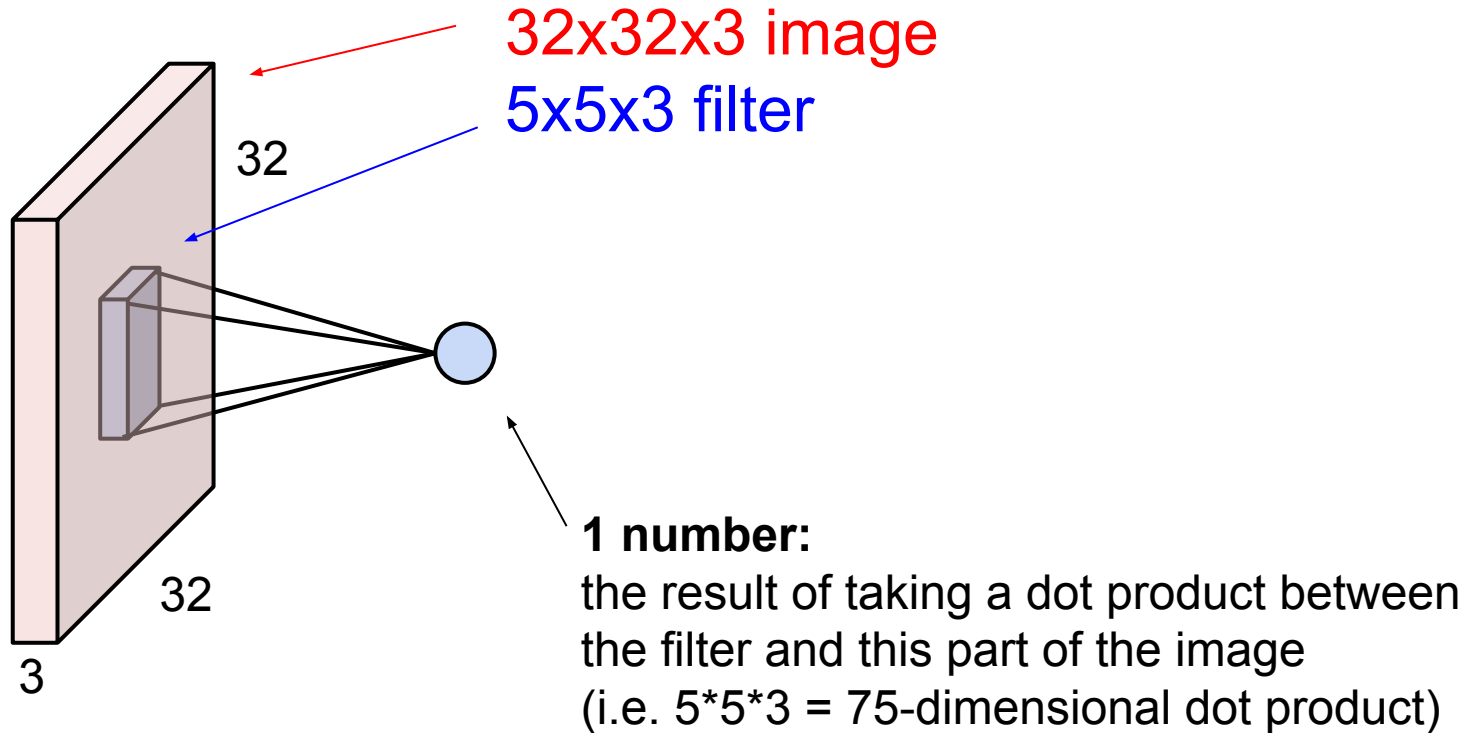 32x32x3 image
5x5x3 filter
32
32
3
1 number:
the result of taking a dot product between
the filter and this part of the image
(i.e. 5*5*3 = 75-dimensional dot product)